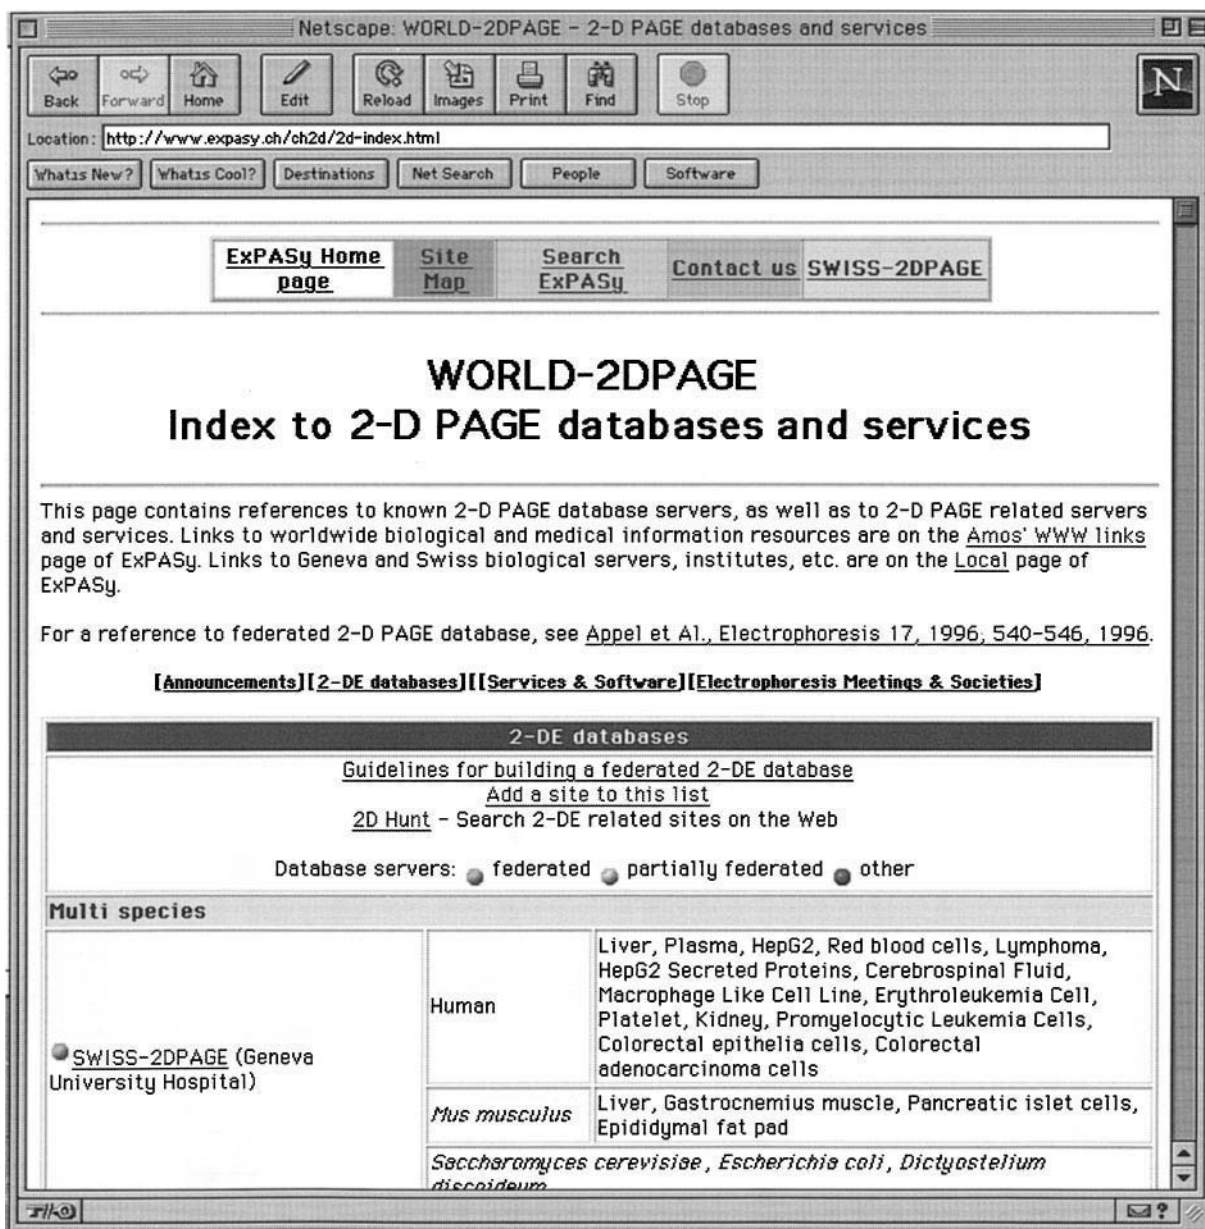 Netscape: WORLD-2DPAGE - 2-D PAGE databases and services
Back Forward Home Edit Reload Images Print Find Stop
N
Location: http://www.expasy.ch/ch2d/2d-index.html
What's New? What's Cool? Destinations Net Search People Software
ExPASy Home page Site Map Search ExPASy Contact us SWISS-2DPAGE
WORLD-2DPAGE
Index to 2-D PAGE databases and services
This page contains references to known 2-D PAGE database servers, as well as to 2-D PAGE related servers
and services. Links to worldwide biological and medical information resources are on the Amos' WWW links
page of ExPASy. Links to Geneva and Swiss biological servers, institutes, etc. are on the Local page of
ExPASy.
For a reference to federated 2-D PAGE database, see Appel et Al., Electrophoresis 17, 1996; 540-546, 1996.
[Announcements][2-DE databases][[Services & Software][Electrophoresis Meetings & Societies]
2-DE databases
Guidelines for building a federated 2-DE database
Add a site to this list
2D Hunt - Search 2-DE related sites on the Web
Database servers: federated partially federated other
Multi species
SWISS-2DPAGE (Geneva
University Hospital)
Human
Liver, Plasma, HepG2, Red blood cells, Lymphoma,
HepG2 Secreted Proteins, Cerebrospinal Fluid,
Macrophage Like Cell Line, Erythroleukemia Cell,
Platelet, Kidney, Promyelocytic Leukemia Cells,
Colorectal epithelia cells, Colorectal
adenocarcinoma cells
Mus musculus
Liver, Gastrocnemius muscle, Pancreatic islet cells,
Epididymal fat pad
Saccharomyces cerevisiae, Escherichia coli, Dictyostelium
discoideum
?